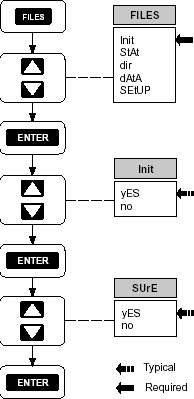 FILES
FILES
Init
StAt
dir
dAtA
SEtUP
ENTER
Init
yES
no
ENTER
SUrE
yES
no
Typical
Required
ENTER